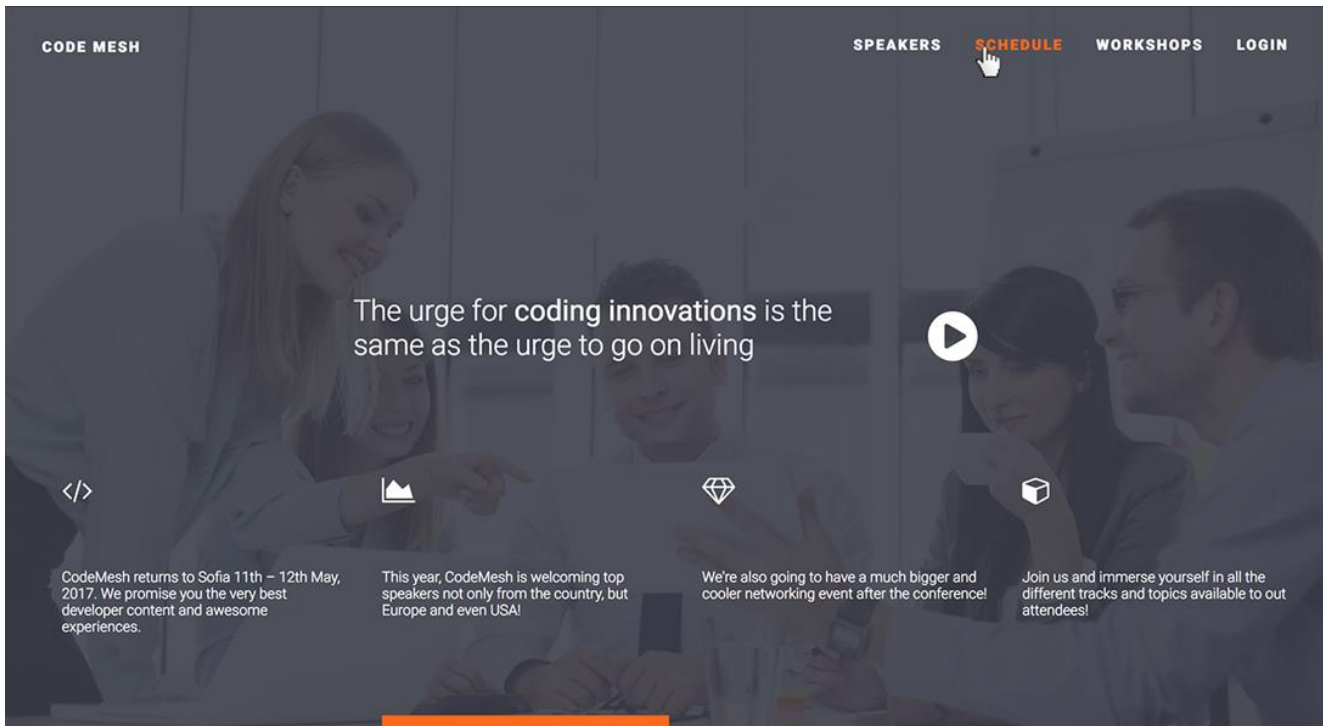 CODE MESH
SPEAKERS SCHEDULE WORKSHOPS LOGIN
The urge for coding innovations is the
same as the urge to go on living
</>
CodeMesh returns to Sofia 11th – 12th May,
2017. We promise you the very best
developer content and awesome
experiences.
This year, CodeMesh is welcoming top
speakers not only from the country, but
Europe and even USA!
We're also going to have a much bigger and
cooler networking event after the conference!
Join us and immerse yourself in all the
different tracks and topics available to out
attendees!